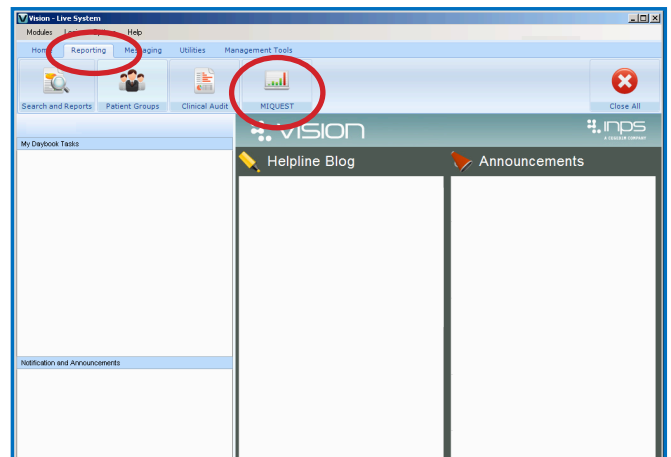 Vision - Live System
Modules Help
Home Reporting Messaging Utilities Management Tools
Search and Reports Patient Groups Clinical Audit MIQUEST Close All
VISION INPS
My Daybook Tasks
Helpline Blog Announcements
Notification and Announcements